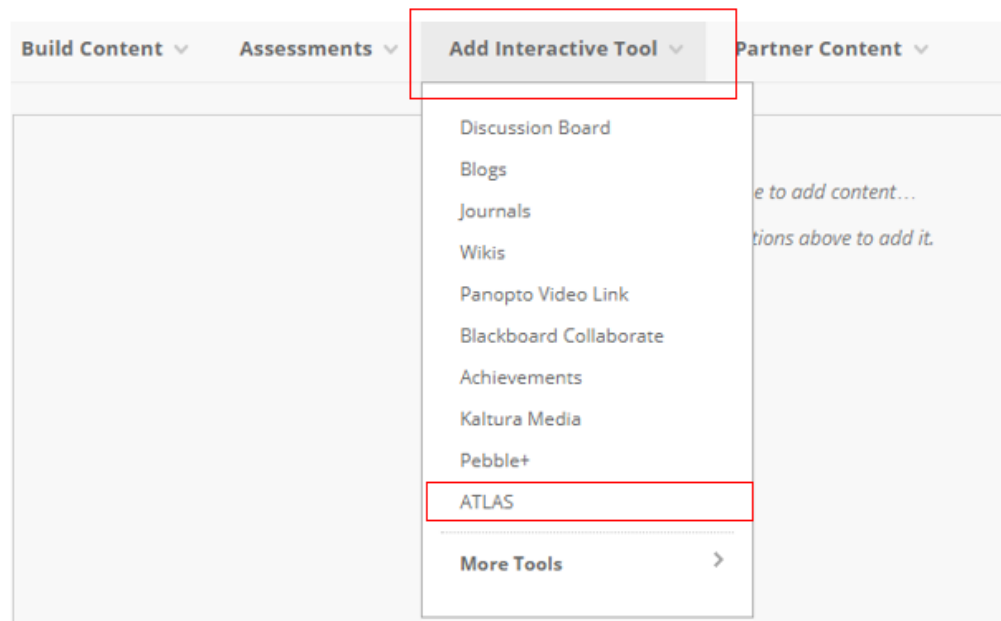 Build Content Assessments Add Interactive Tool Partner Content
Discussion Board
Blogs
e to add content...
Journals
tions above to add it.
Wikis
Panopto Video Link
Blackboard Collaborate
Achievements
Kaltura Media
Pebble+
ATLAS
More Tools